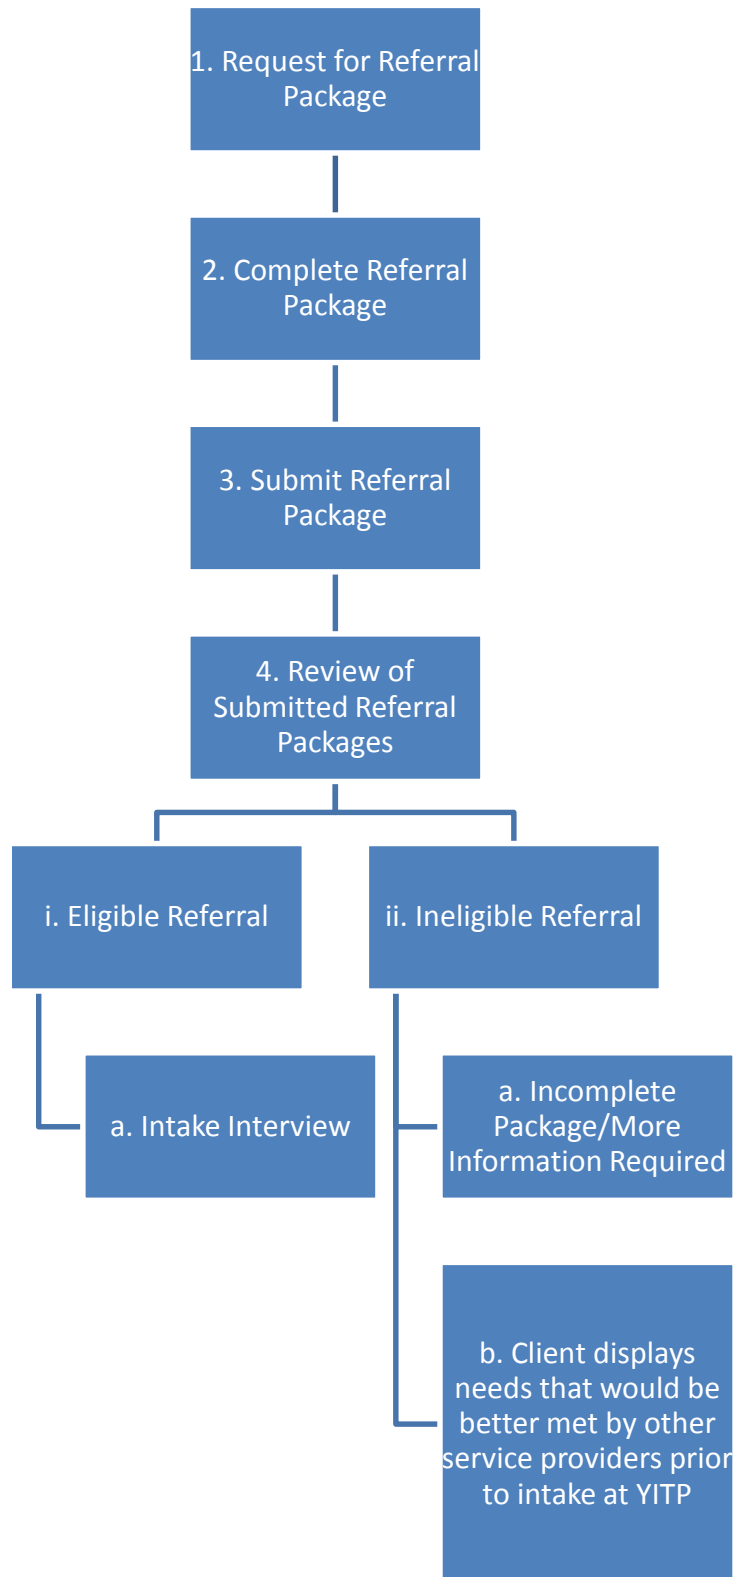 1. Request for Referral
Package
2. Complete Referral
Package
3. Submit Referral
Package
4. Review of
Submitted Referral
Packages
i. Eligible Referral
ii. Ineligible Referral
a. Intake Interview
a. Incomplete
Package/More
Information Required
b. Client displays
needs that would be
better met by other
service providers prior
to intake at YITP